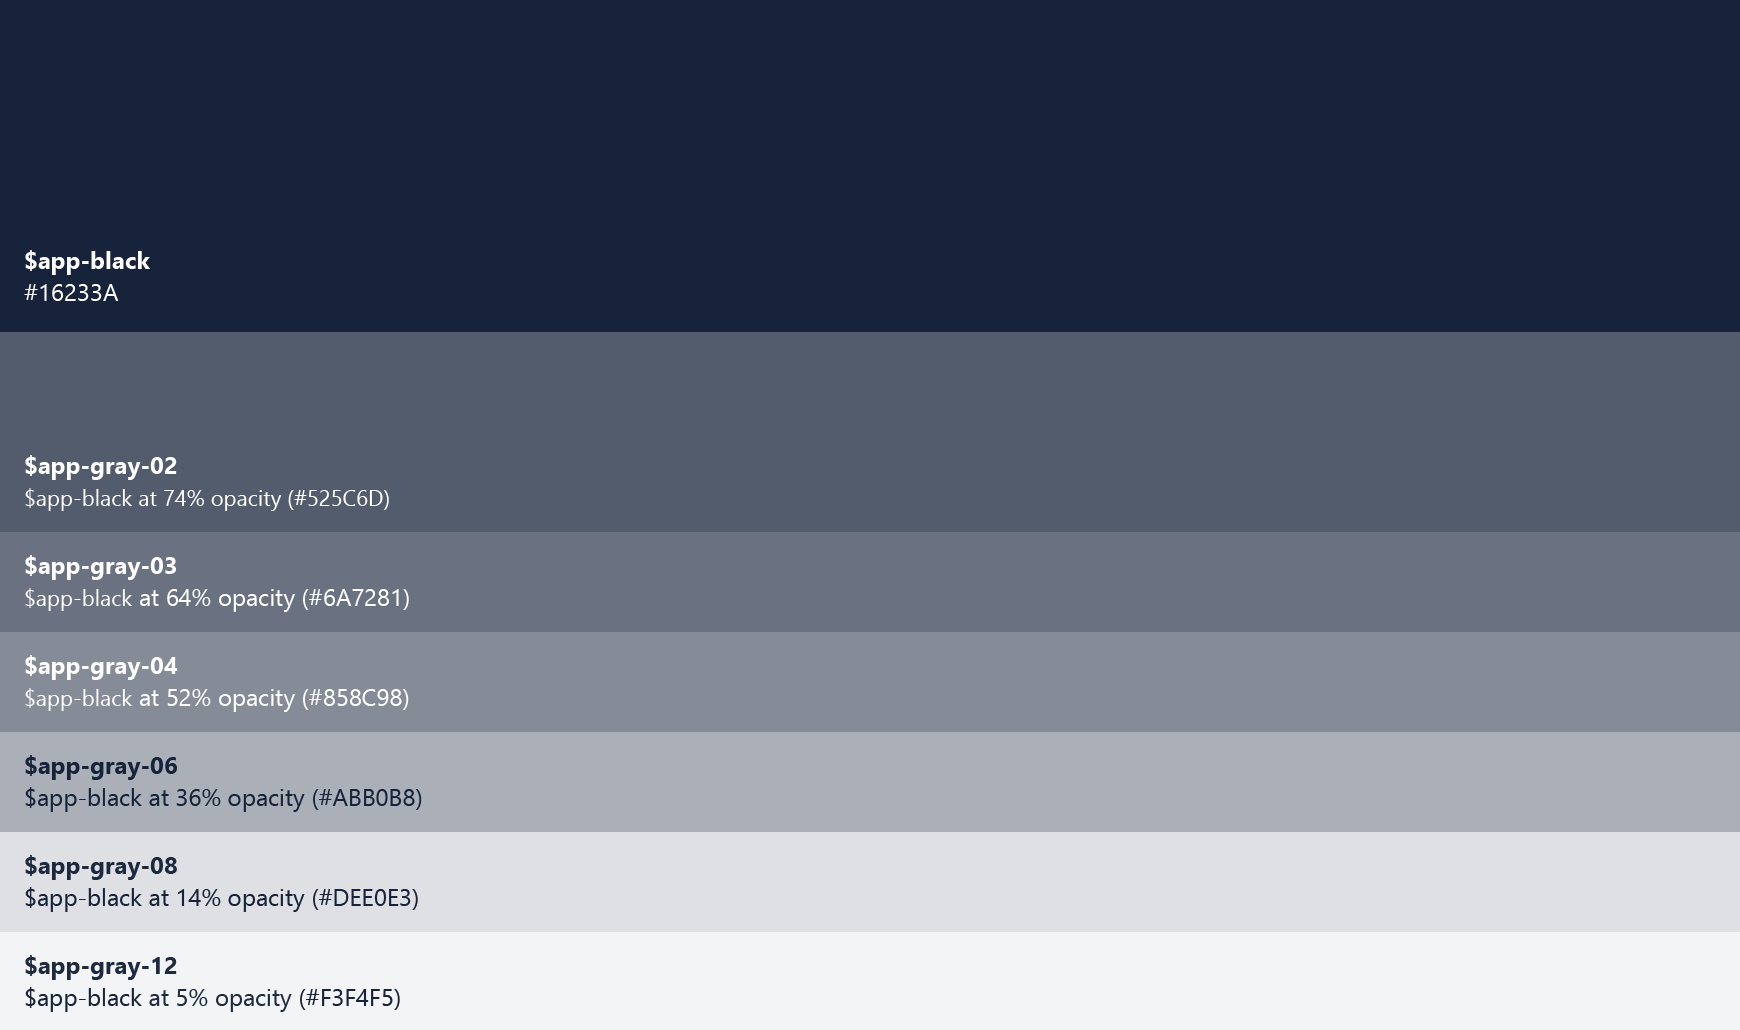 $app-black
#16233A
$app-gray-02
$app-black at 74% opacity (#525C6D)
$app-gray-03
$app-black at 64% opacity (#6A7281)
$app-gray-04
$app-black at 52% opacity (#858C98)
$app-gray-06
$app-black at 36% opacity (#ABB0B8)
$app-gray-08
$app-black at 14% opacity (#DEE0E3)
$app-gray-12
$app-black at 5% opacity (#F3F4F5)